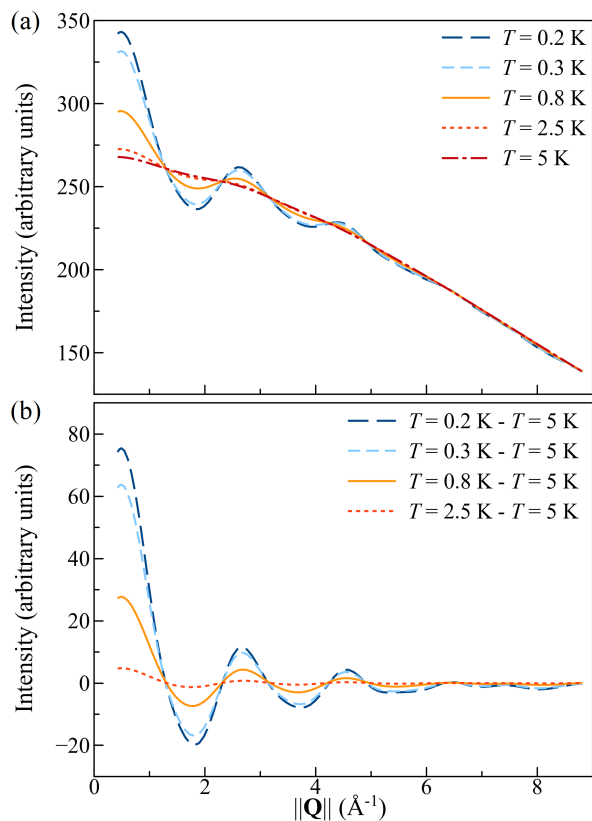 (a)
350
300
250
200
150
Intensity (arbitrary units)
T = 0.2 K
T = 0.3 K
T = 0.8 K
T = 2.5 K
T = 5 K
(b)
80
60
40
20
0
−20
Intensity (arbitrary units)
T = 0.2 K - T = 5 K
T = 0.3 K - T = 5 K
T = 0.8 K - T = 5 K
T = 2.5 K - T = 5 K
0 2 4 6 8
||Q|| (Å⁻¹)